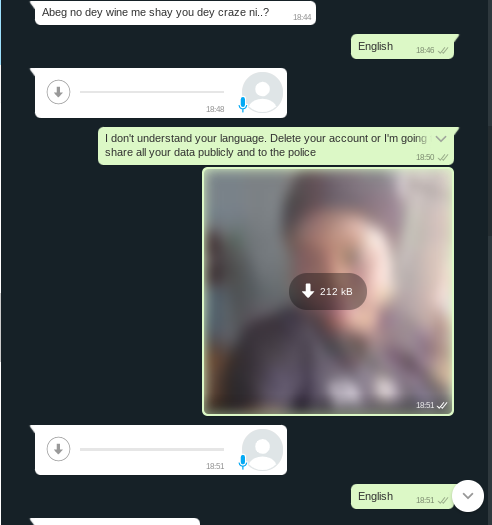 Abeg no dey wine me shay you dey craze ni..?
18:44
English
18:46
18:48
I don't understand your language. Delete your account or I'm going
share all your data publicly and to the police
18:50
212 kB
18:51
18:51
English
18:51